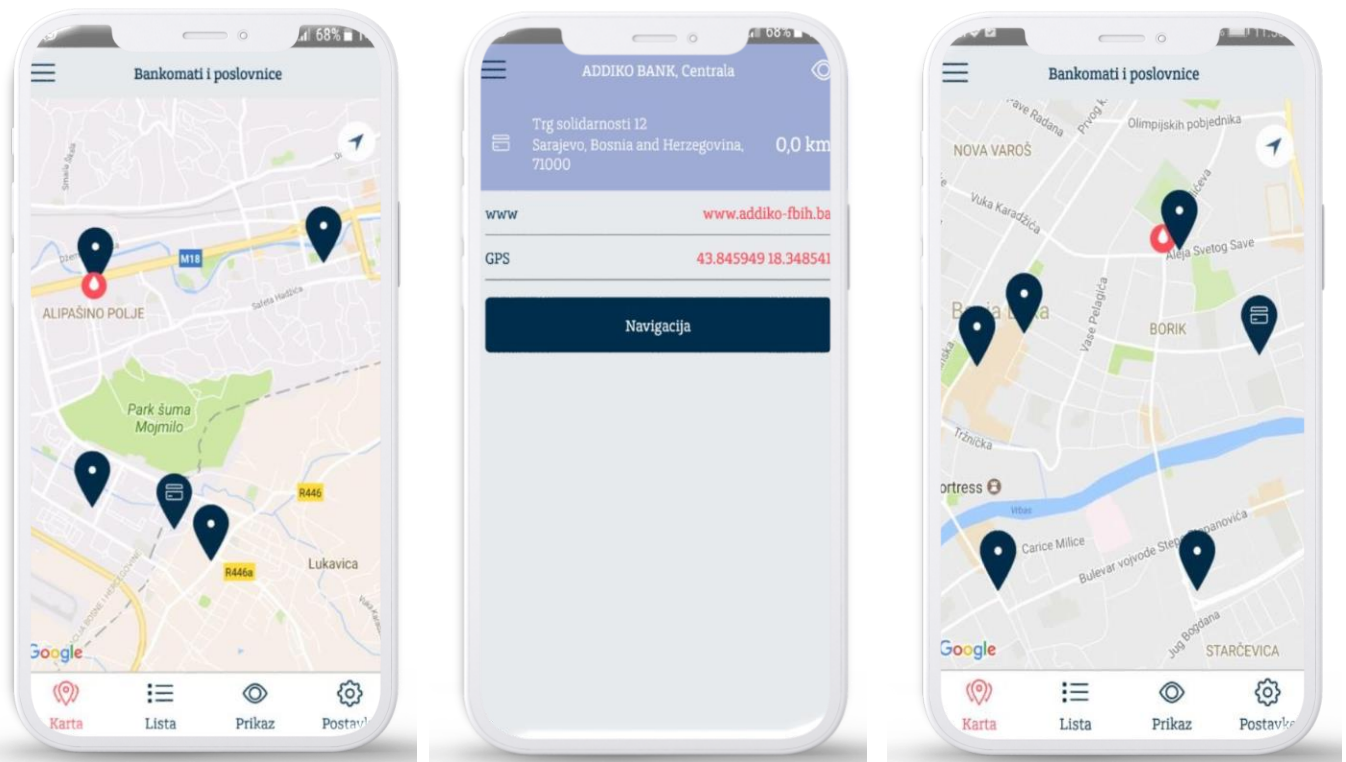 68%
Bankomati i poslovnice
M18
ALIPAŠINO POLJE
Safeta Hadžića
Park šuma
Mojmilo
R446
R446a
Lukavica
Google
Karta
Lista
Prikaz
68%
ADDIKO BANK, Centrala
Trg solidarnosti 12
Sarajevo, Bosnia and Herzegovina,
71000
0,0 km
www
www.addiko-fbih.ba
GPS
43.845949 18.348541
Navigacija
Bankomati i poslovnice
Olimpijskih pobjednika
NOVA VAROŠ
Vuka Karadžića
Aleja Svetog Save
Vase Pelagića
BORIK
Tržnička
ortress
Vrbas
Carice Milice
Bulevar vojvode
Jug Bogdana
STARČEVICA
Google
Karta
Lista
Prikaz